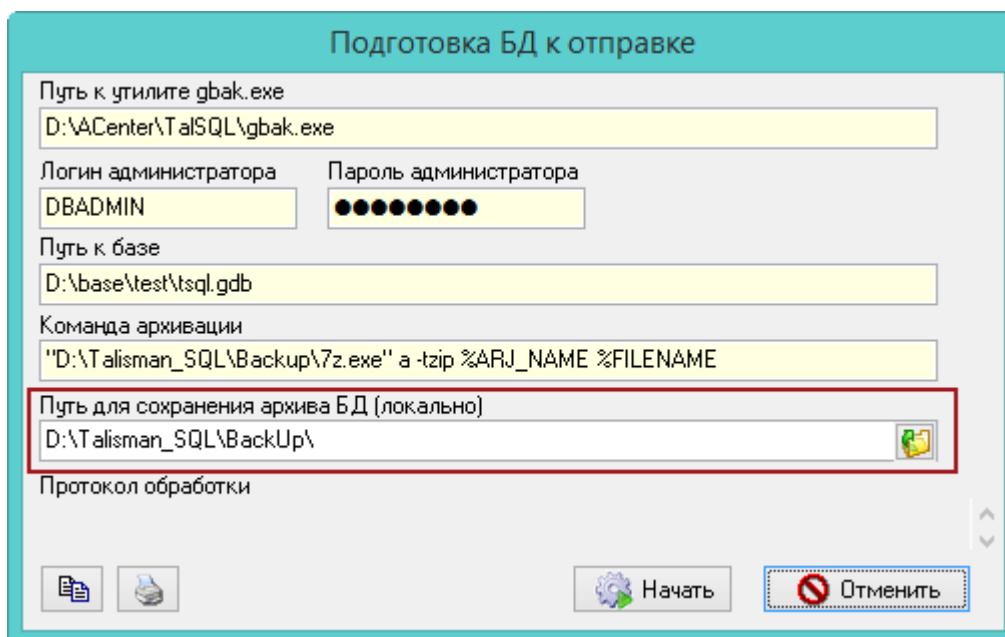 Подготовка БД к отправке
Путь к утилите gbak.exe
D:\ACenter\TalSQL\gbak.exe
Логин администратора Пароль администратора
DBADMIN ●●●●●●●●
Путь к базе
D:\base\test\tsql.gdb
Команда архивации
"D:\Talisman_SQL\Backup\7z.exe" a -tzip %ARJ_NAME %FILENAME
Путь для сохранения архива БД (локально)
D:\Talisman_SQL\BackUp\
Протокол обработки
Начать Отменить